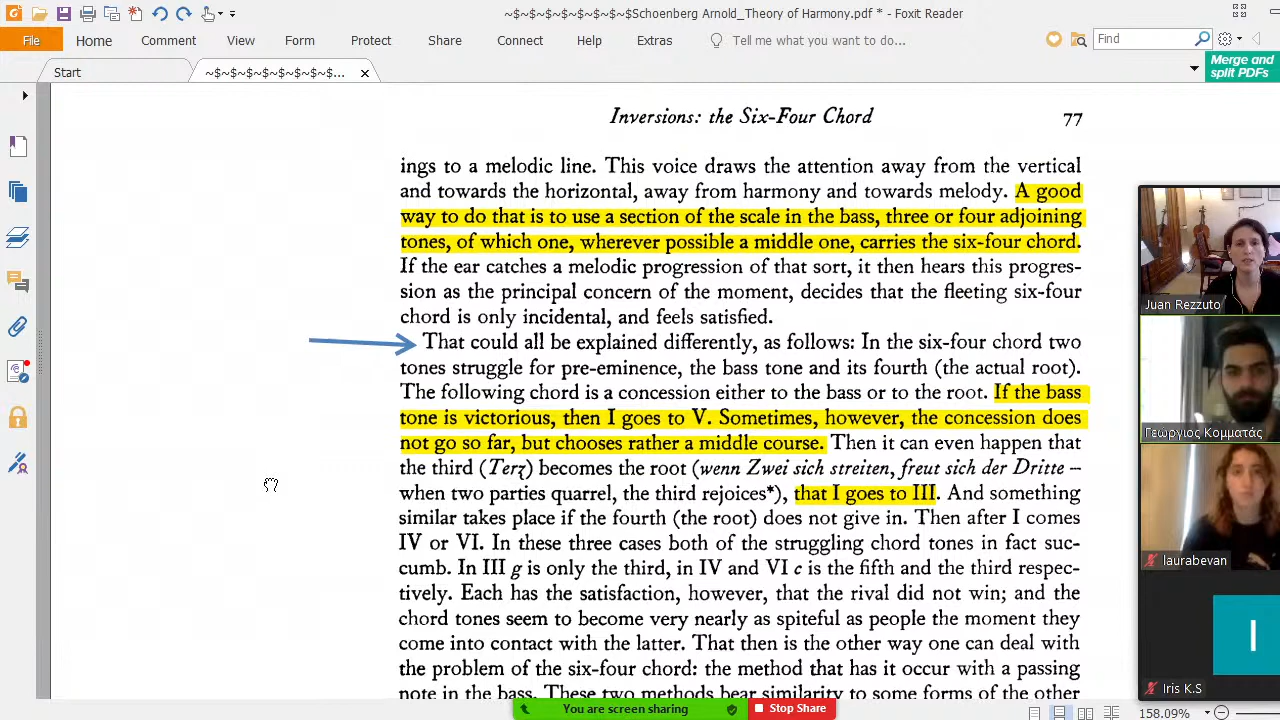 ~$~$~$~$~$~$~$~$Schoenberg Arnold_Theory of Harmony.pdf * - Foxit Reader
File Home Comment View Form Protect Share Connect Help Extras Tell me what you want to do... Find
Start ~$~$~$~$~$~$~$~$... Merge and
split PDFs
Inversions: the Six-Four Chord 77
ings to a melodic line. This voice draws the attention away from the vertical
and towards the horizontal, away from harmony and towards melody. A good
way to do that is to use a section of the scale in the bass, three or four adjoining
tones, of which one, wherever possible a middle one, carries the six-four chord.
If the ear catches a melodic progression of that sort, it then hears this progres-
sion as the principal concern of the moment, decides that the fleeting six-four
chord is only incidental, and feels satisfied.
That could all be explained differently, as follows: In the six-four chord two
tones struggle for pre-eminence, the bass tone and its fourth (the actual root).
The following chord is a concession either to the bass or to the root. If the bass
tone is victorious, then I goes to V. Sometimes, however, the concession does
not go so far, but chooses rather a middle course. Then it can even happen that
the third (Terz) becomes the root (wenn Zwei sich streiten, freut sich der Dritte –
when two parties quarrel, the third rejoices*), that I goes to III. And something
similar takes place if the fourth (the root) does not give in. Then after I comes
IV or VI. In these three cases both of the struggling chord tones in fact suc-
cumb. In III g is only the third, in IV and VI c is the fifth and the third respec-
tively. Each has the satisfaction, however, that the rival did not win; and the
chord tones seem to become very nearly as spiteful as people the moment they
come into contact with the latter. That then is the other way one can deal with
the problem of the six-four chord: the method that has it occur with a passing
note in the bass. These two methods bear similarity to some forms of the other
Juan Rezzuto
Γεώργιος Κομματάς
laurabevan
I
Iris K.S
You are screen sharing Stop Share
158.09%